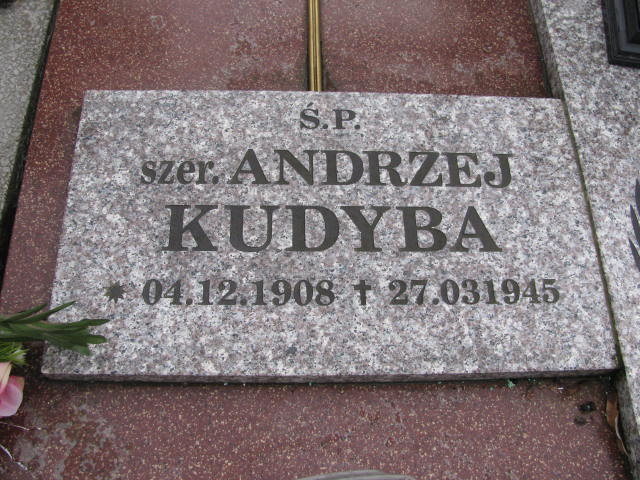 Ś.P.
szer. ANDRZEJ
KUDYBA
* 04.12.1908 † 27.031945